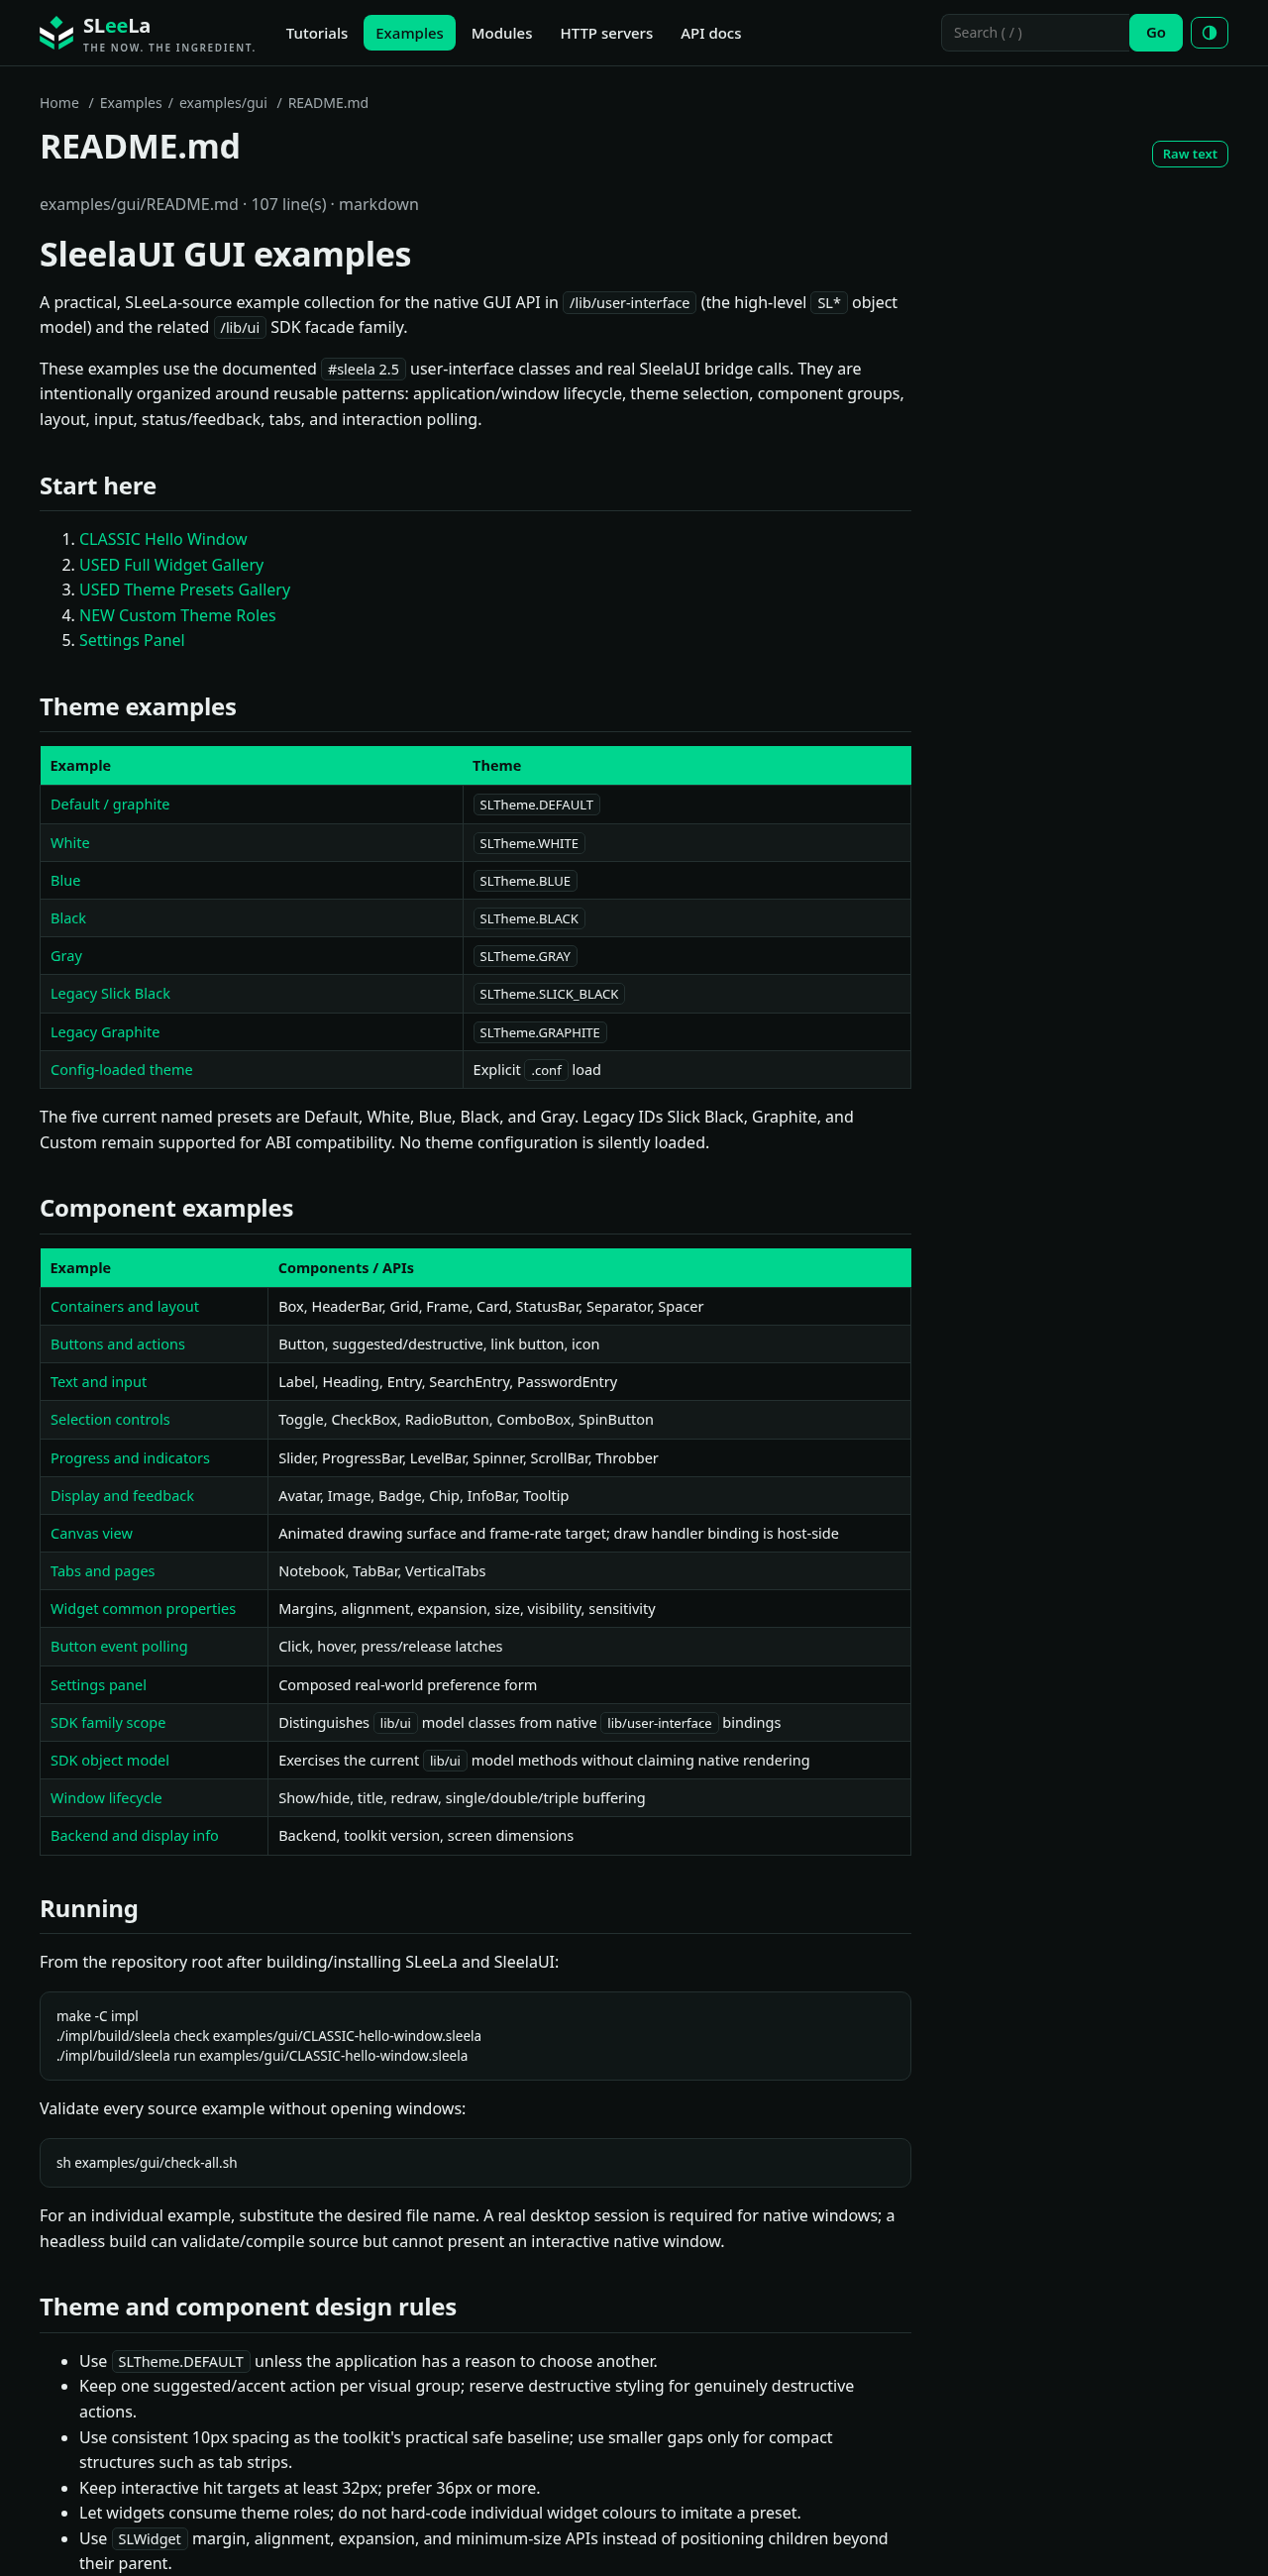 SLeeLa
THE NOW. THE INGREDIENT.
Tutorials Examples Modules HTTP servers API docs
Search ( / ) Go
Home / Examples / examples/gui / README.md
README.md
Raw text
examples/gui/README.md · 107 line(s) · markdown
SleelaUI GUI examples
A practical, SLeeLa-source example collection for the native GUI API in /lib/user-interface (the high-level SL* object
model) and the related /lib/ui SDK facade family.
These examples use the documented #sleela 2.5 user-interface classes and real SleelaUI bridge calls. They are
intentionally organized around reusable patterns: application/window lifecycle, theme selection, component groups,
layout, input, status/feedback, tabs, and interaction polling.
Start here
1. CLASSIC Hello Window
2. USED Full Widget Gallery
3. USED Theme Presets Gallery
4. NEW Custom Theme Roles
5. Settings Panel
Theme examples
Example Theme
Default / graphite SLTheme.DEFAULT
White SLTheme.WHITE
Blue SLTheme.BLUE
Black SLTheme.BLACK
Gray SLTheme.GRAY
Legacy Slick Black SLTheme.SLICK_BLACK
Legacy Graphite SLTheme.GRAPHITE
Config-loaded theme Explicit .conf load
The five current named presets are Default, White, Blue, Black, and Gray. Legacy IDs Slick Black, Graphite, and
Custom remain supported for ABI compatibility. No theme configuration is silently loaded.
Component examples
Example Components / APIs
Containers and layout Box, HeaderBar, Grid, Frame, Card, StatusBar, Separator, Spacer
Buttons and actions Button, suggested/destructive, link button, icon
Text and input Label, Heading, Entry, SearchEntry, PasswordEntry
Selection controls Toggle, CheckBox, RadioButton, ComboBox, SpinButton
Progress and indicators Slider, ProgressBar, LevelBar, Spinner, ScrollBar, Throbber
Display and feedback Avatar, Image, Badge, Chip, InfoBar, Tooltip
Canvas view Animated drawing surface and frame-rate target; draw handler binding is host-side
Tabs and pages Notebook, TabBar, VerticalTabs
Widget common properties Margins, alignment, expansion, size, visibility, sensitivity
Button event polling Click, hover, press/release latches
Settings panel Composed real-world preference form
SDK family scope Distinguishes lib/ui model classes from native lib/user-interface bindings
SDK object model Exercises the current lib/ui model methods without claiming native rendering
Window lifecycle Show/hide, title, redraw, single/double/triple buffering
Backend and display info Backend, toolkit version, screen dimensions
Running
From the repository root after building/installing SLeeLa and SleelaUI:
make -C impl
./impl/build/sleela check examples/gui/CLASSIC-hello-window.sleela
./impl/build/sleela run examples/gui/CLASSIC-hello-window.sleela
Validate every source example without opening windows:
sh examples/gui/check-all.sh
For an individual example, substitute the desired file name. A real desktop session is required for native windows; a
headless build can validate/compile source but cannot present an interactive native window.
Theme and component design rules
• Use SLTheme.DEFAULT unless the application has a reason to choose another.
• Keep one suggested/accent action per visual group; reserve destructive styling for genuinely destructive
actions.
• Use consistent 10px spacing as the toolkit's practical safe baseline; use smaller gaps only for compact
structures such as tab strips.
• Keep interactive hit targets at least 32px; prefer 36px or more.
• Let widgets consume theme roles; do not hard-code individual widget colours to imitate a preset.
• Use SLWidget margin, alignment, expansion, and minimum-size APIs instead of positioning children beyond
their parent.